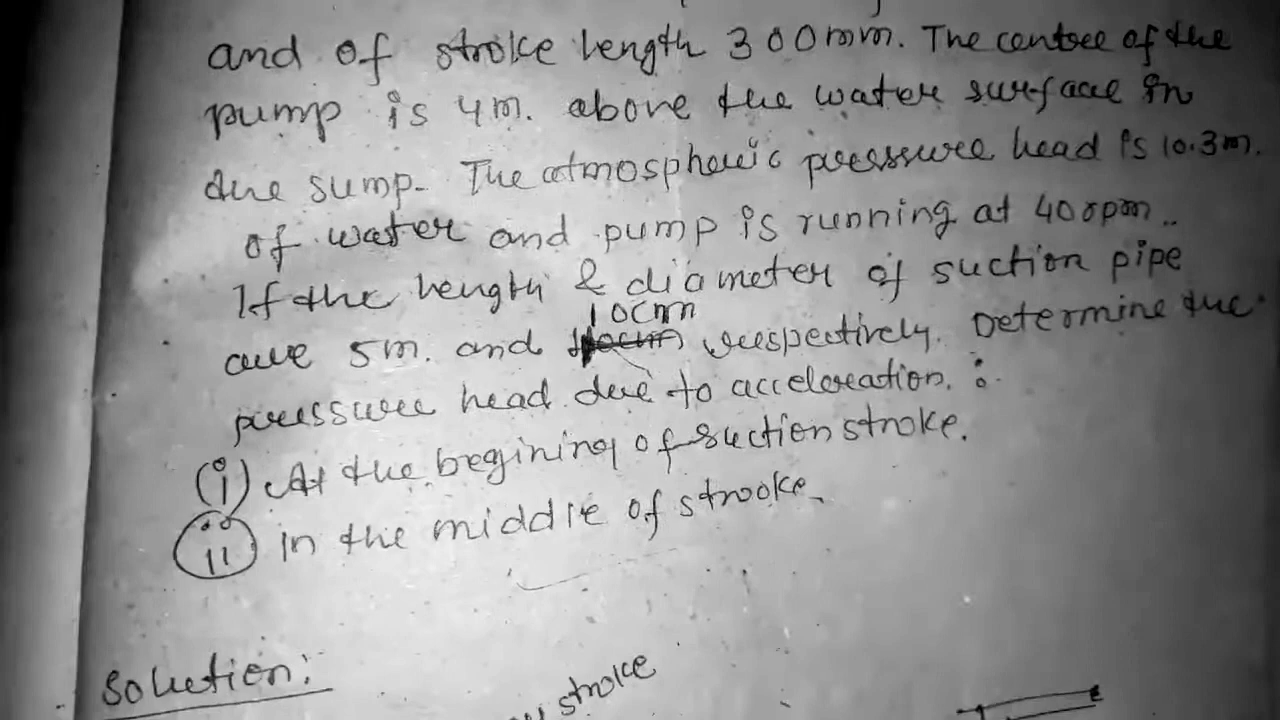 and of stroke length 300mm. The centre of the
pump is 4m. above the water surface in
the sump. The atmospheric pressure head is 10.3m.
of water and pump is running at 40rpm..
If the length & diameter of suction pipe
10cm
are 5m. and respectively. Determine the
pressure head due to acceleration. :
(i) At the begining of suction stroke.
(ii) in the middle of strooke.
Solution:
stroke